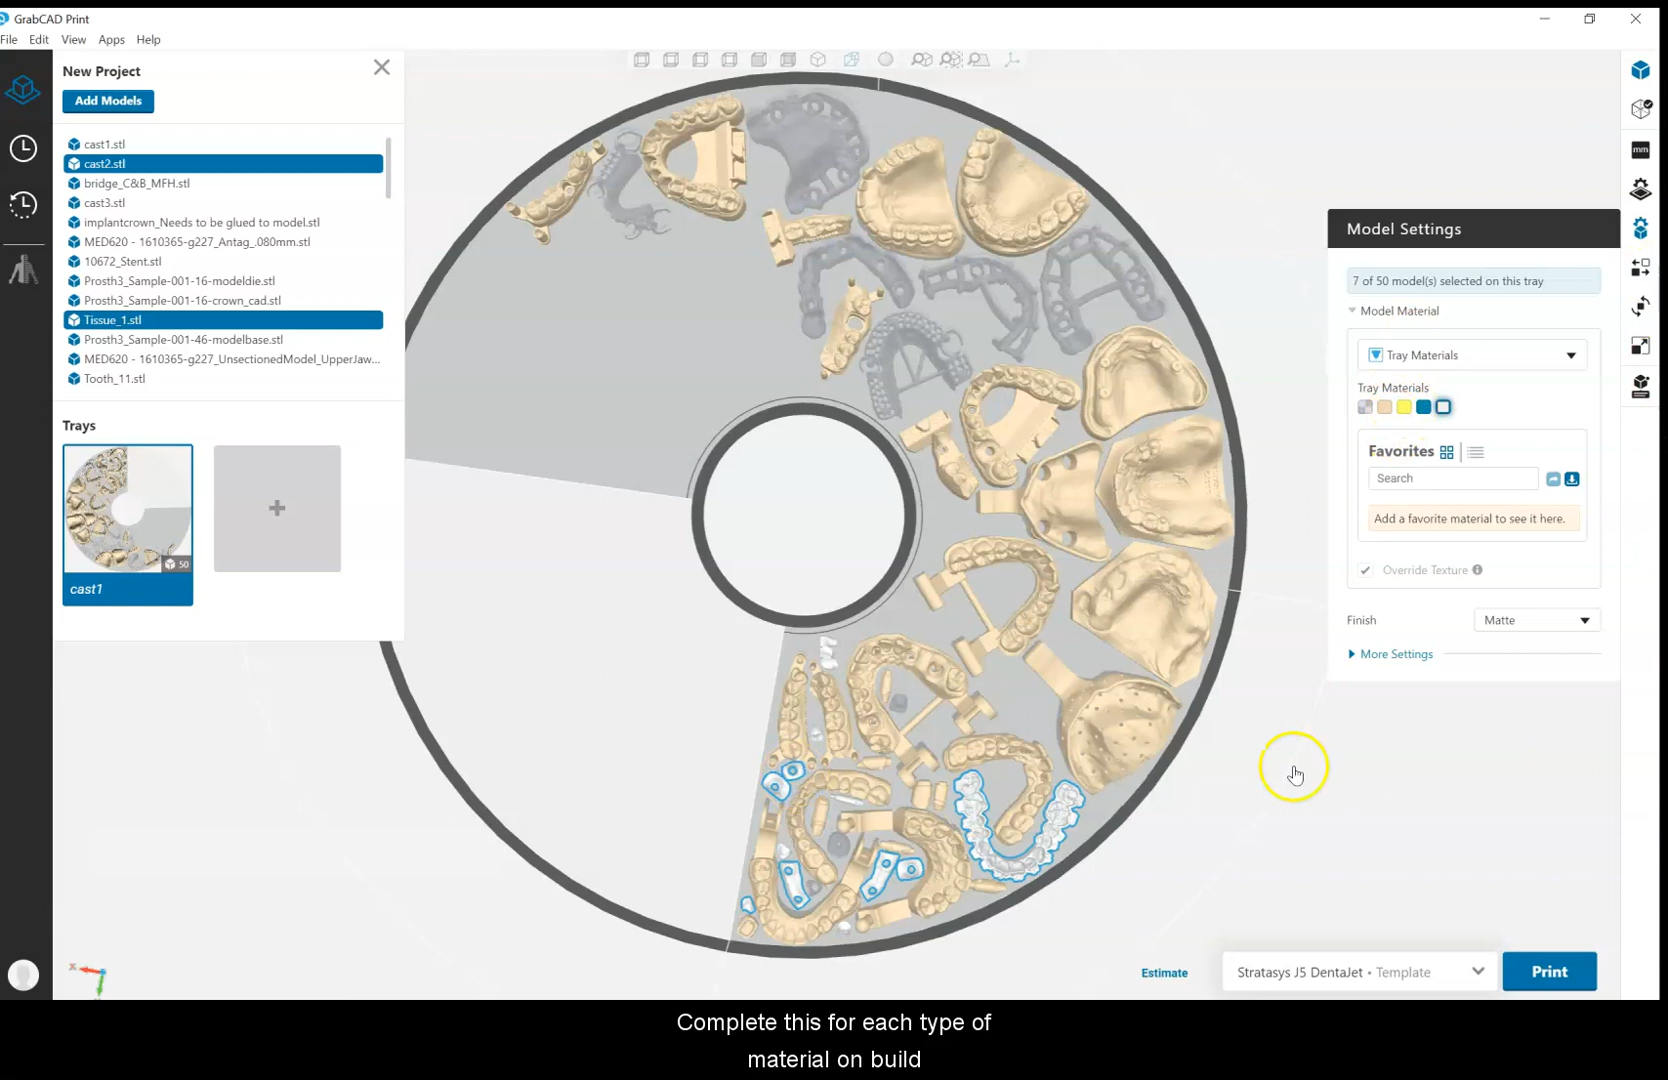 GrabCAD Print
File Edit View Apps Help
New Project
Add Models
cast1.stl
cast2.stl
bridge_C&B_MFH.stl
cast3.stl
implantcrown_Needs to be glued to model.stl
MED620 - 1610365-g227_Antag_.080mm.stl
10672_Stent.stl
Prosth3_Sample-001-16-modeldie.stl
Prosth3_Sample-001-16-crown_cad.stl
Tissue_1.stl
Prosth3_Sample-001-46-modelbase.stl
MED620 - 1610365-g227_UnsectionedModel_UpperJaw...
Tooth_11.stl
Trays
50
cast1
mm
Model Settings
7 of 50 model(s) selected on this tray
Model Material
Tray Materials
Tray Materials
Favorites
Search
Add a favorite material to see it here.
Override Texture
Finish Matte
More Settings
Estimate
Stratasys J5 DentaJet • Template
Print
X
Complete this for each type of
material on build